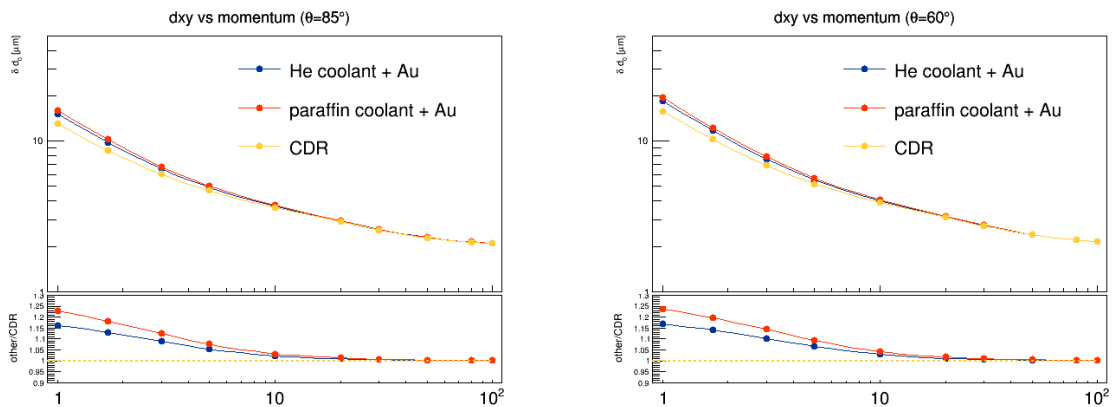 dxy vs momentum (θ=85°)
δ d₀ [μm]
He coolant + Au
paraffin coolant + Au
CDR
10
1
other/CDR
1.3
1.25
1.2
1.15
1.1
1.05
1
0.95
0.9
1
10
10²
dxy vs momentum (θ=60°)
δ d₀ [μm]
He coolant + Au
paraffin coolant + Au
CDR
10
1
other/CDR
1.3
1.25
1.2
1.15
1.1
1.05
1
0.95
0.9
1
10
10²